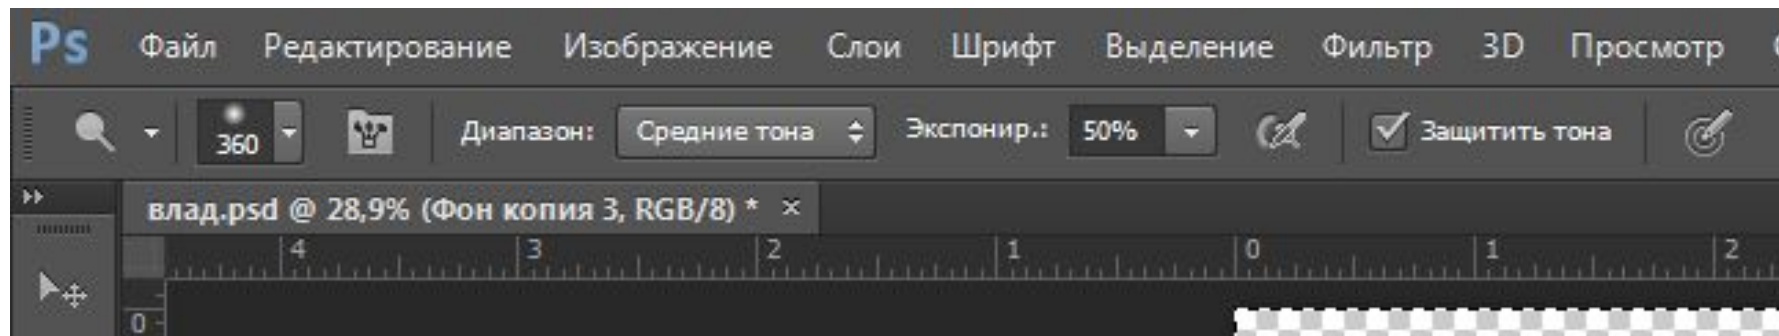 Ps Файл Редактирование Изображение Слои Шрифт Выделение Фильтр 3D Просмотр
360 Диапазон: Средние тона Экспонир.: 50% Защитить тона
влад.psd @ 28,9% (Фон копия 3, RGB/8) * ×
4 3 2 1 0 1 2
0